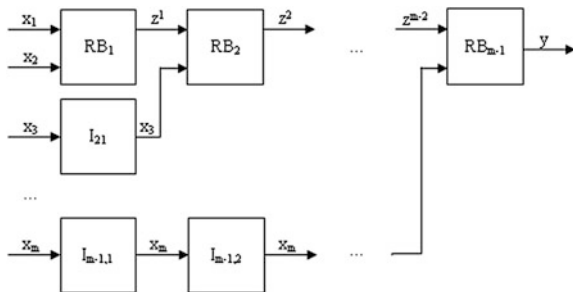 x₁ z¹ z² zᵐ⁻²
RB₁ RB₂ ... RBₘ₋₁ y
x₂
x₃ I₂₁ x₃
...
xₘ Iₘ₋₁,₁ xₘ Iₘ₋₁,₂ xₘ ...